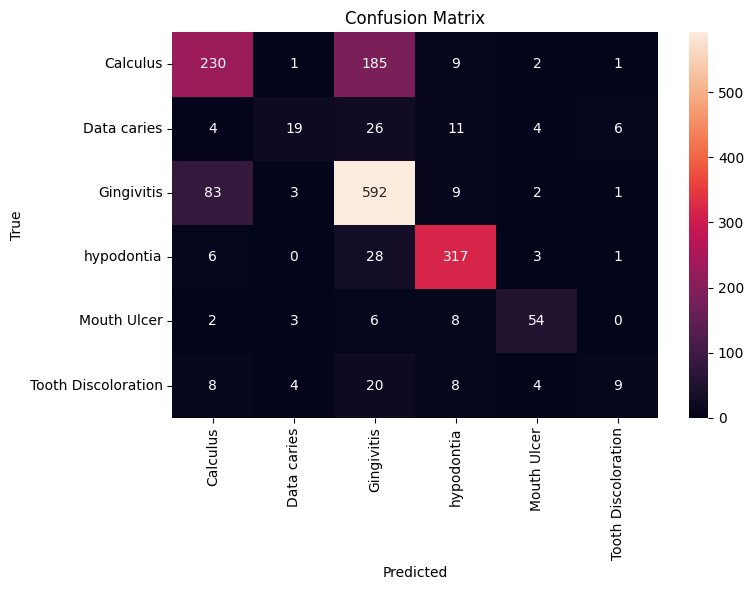 Confusion Matrix
Calculus 230 1 185 9 2 1
Data caries 4 19 26 11 4 6
Gingivitis 83 3 592 9 2 1
hypodontia 6 0 28 317 3 1
Mouth Ulcer 2 3 6 8 54 0
Tooth Discoloration 8 4 20 8 4 9
True
Calculus Data caries Gingivitis hypodontia Mouth Ulcer Tooth Discoloration
Predicted
500
400
300
200
100
0